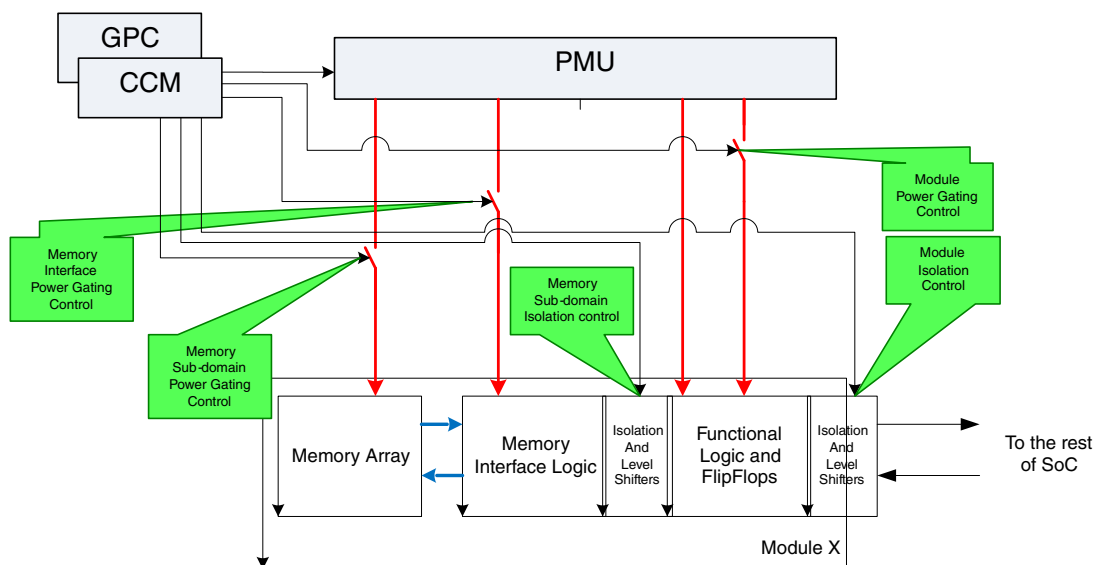 GPC
CCM
PMU
Module
Power Gating
Control
Memory
Interface
Power Gating
Control
Module
Isolation
Control
Memory
Sub-domain
Isolation control
Memory
Sub-domain
Power Gating
Control
Memory Array
Memory
Interface Logic
Isolation
And
Level
Shifters
Functional
Logic and
FlipFlops
Isolation
And
Level
Shifters
To the rest
of SoC
Module X